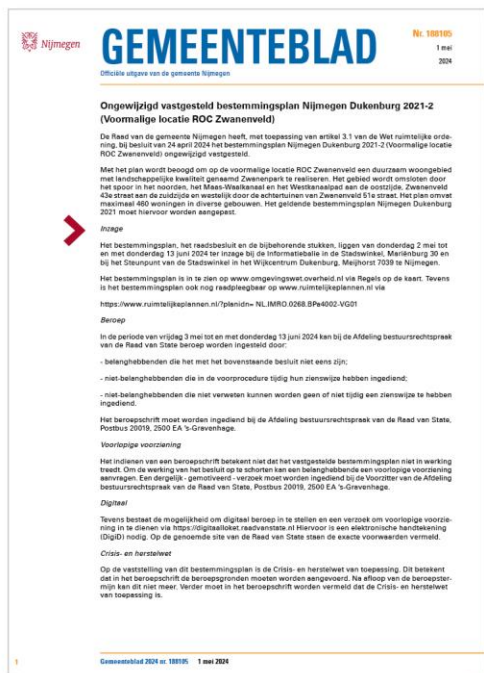 Nijmegen
GEMEENTEBLAD
Officiële uitgave van de gemeente Nijmegen
Nr. 188105
1 mei
2024
Ongewijzigd vastgesteld bestemmingsplan Nijmegen Dukenburg 2021-2
(Voormalige locatie ROC Zwanenveld)
De Raad van de gemeente Nijmegen heeft, met toepassing van artikel 3.1 van de Wet ruimtelijke orde-
ning, bij besluit van 24 april 2024 het bestemmingsplan Nijmegen Dukenburg 2021-2 (Voormalige locatie
ROC Zwanenveld) ongewijzigd vastgesteld.
Met het plan wordt beoogd om op de voormalige locatie ROC Zwanenveld een duurzaam woongebied
met landschappelijke kwaliteit genaamd Zwanenpark te realiseren. Het gebied wordt omsloten door
het spoor in het noorden, het Maas-Waalkanaal en het Westkanaalpad aan de oostzijde, Zwanenveld
43e straat aan de zuidzijde en westelijk door de achtertuinen van Zwanenveld 51e straat. Het plan omvat
maximaal 460 woningen in diverse gebouwen. Het geldende bestemmingsplan Nijmegen Dukenburg
2021 moet hiervoor worden aangepast.
Inzage
Het bestemmingsplan, het raadsbesluit en de bijbehorende stukken, liggen van donderdag 2 mei tot
en met donderdag 13 juni 2024 ter inzage bij de Informatiebalie in de Stadswinkel, Mariënburg 30 en
bij het Steunpunt van de Stadswinkel in het Wijkcentrum Dukenburg, Meijhorst 7039 te Nijmegen.
Het bestemmingsplan is in te zien op www.omgevingswet.overheid.nl via Regels op de kaart. Tevens
is het bestemmingsplan ook nog raadpleegbaar op www.ruimtelijkeplannen.nl via
https://www.ruimtelijkeplannen.nl/?planidn= NL.IMRO.0268.BPa4002-VG01
Beroep
In de periode van vrijdag 3 mei tot en met donderdag 13 juni 2024 kan bij de Afdeling bestuursrechtspraak
van de Raad van State beroep worden ingesteld door:
- belanghebbenden die het met het bovenstaande besluit niet eens zijn;
- niet-belanghebbenden die in de voorprocedure tijdig hun zienswijze hebben ingediend;
- niet-belanghebbenden die niet verweten kunnen worden geen of niet tijdig een zienswijze te hebben
ingediend.
Het beroepschrift moet worden ingediend bij de Afdeling bestuursrechtspraak van de Raad van State,
Postbus 20019, 2500 EA 's-Gravenhage.
Voorlopige voorziening
Het indienen van een beroepschrift betekent niet dat het vastgestelde bestemmingsplan niet in werking
treedt. Om de werking van het besluit op te schorten kan een belanghebbende een voorlopige voorziening
aanvragen. Een dergelijk - gemotiveerd - verzoek moet worden ingediend bij de Voorzitter van de Afdeling
bestuursrechtspraak van de Raad van State, Postbus 20019, 2500 EA 's-Gravenhage.
Digitaal
Tevens bestaat de mogelijkheid om digitaal beroep in te stellen en een verzoek om voorlopige voorzie-
ning in te dienen via https://digitaalloket.raadvanstate.nl Hiervoor is een elektronische handtekening
(DigiD) nodig. Op de genoemde site van de Raad van State staan de exacte voorwaarden vermeld.
Crisis- en herstelwet
Op de vaststelling van dit bestemmingsplan is de Crisis- en herstelwet van toepassing. Dit betekent
dat in het beroepschrift de beroepsgronden moeten worden aangevoerd. Na afloop van de beroepster-
mijn kan dit niet meer. Verder moet in het beroepschrift worden vermeld dat de Crisis- en herstelwet
van toepassing is.
1
Gemeenteblad 2024 nr. 188105 1 mei 2024